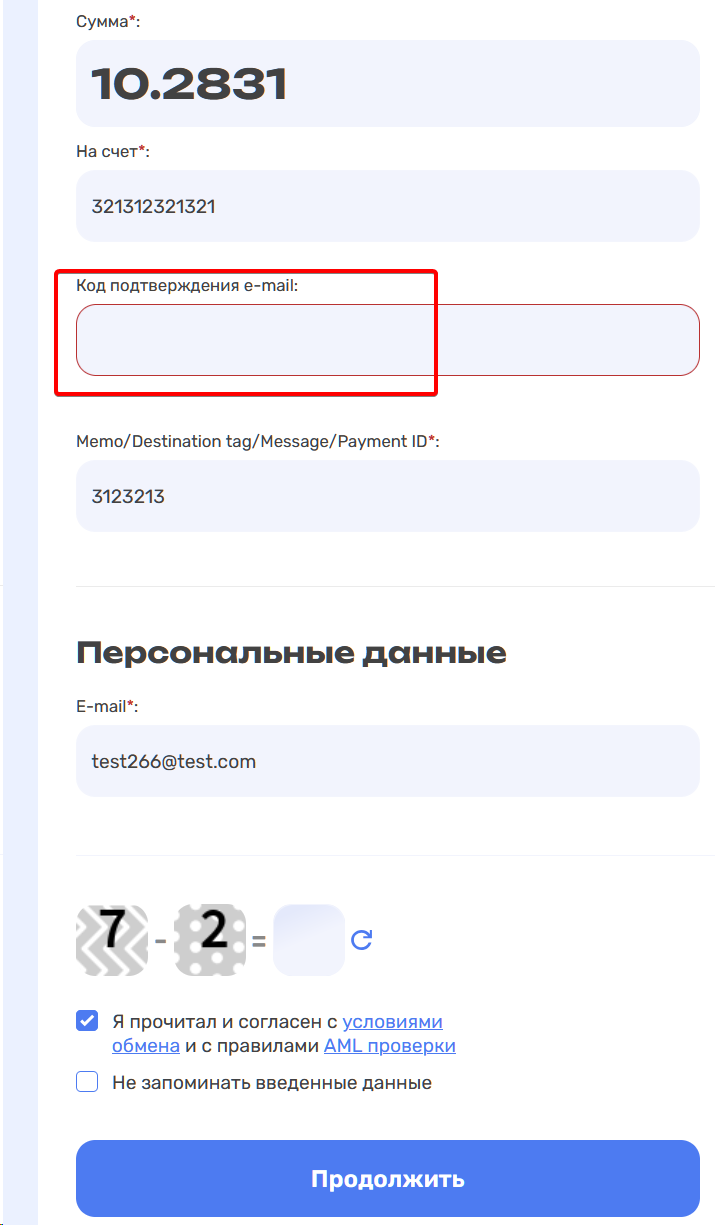 Сумма*:
10.2831
На счет*:
321312321321
Код подтверждения e-mail:
Memo/Destination tag/Message/Payment ID*:
3123213
Персональные данные
E-mail*:
test266@test.com
7 - 2 =
Я прочитал и согласен с условиями
обмена и с правилами AML проверки
Не запоминать введенные данные
Продолжить